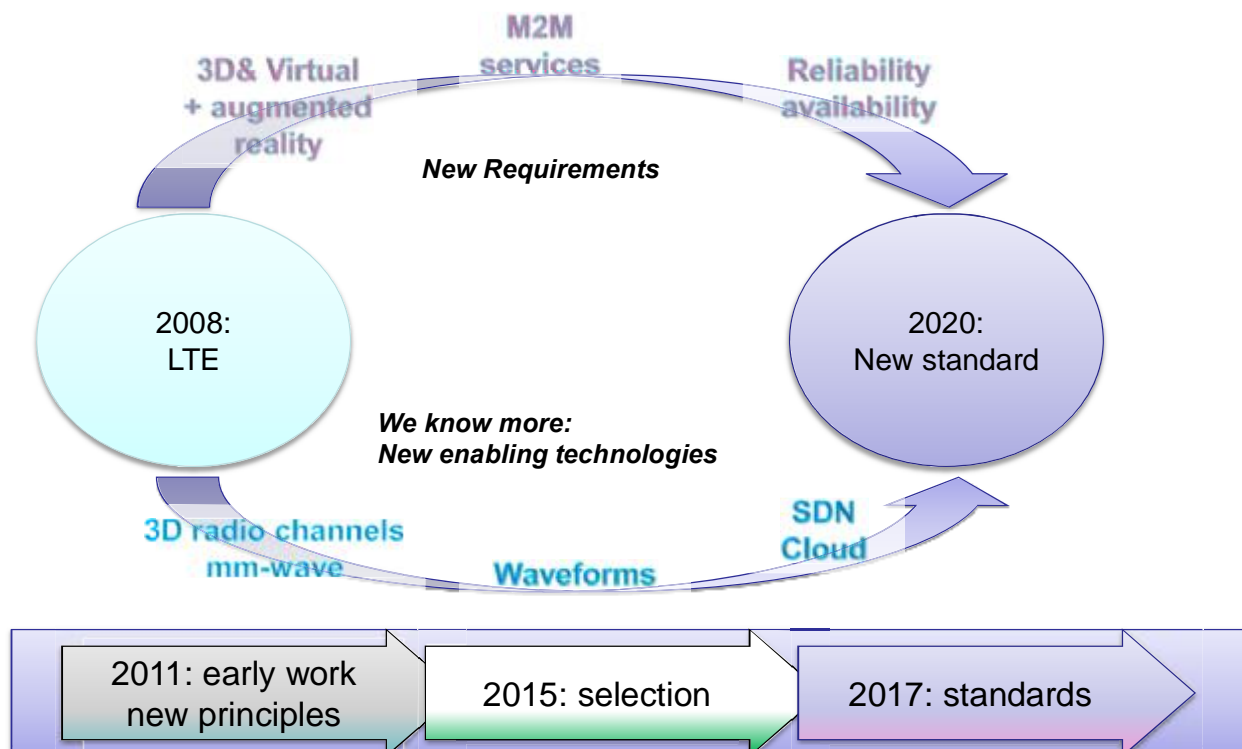 M2M
services
3D& Virtual
+ augmented
reality
Reliability
availability
New Requirements
2008:
LTE
2020:
New standard
We know more:
New enabling technologies
3D radio channels
mm-wave
Waveforms
SDN
Cloud
2011: early work
new principles
2015: selection
2017: standards